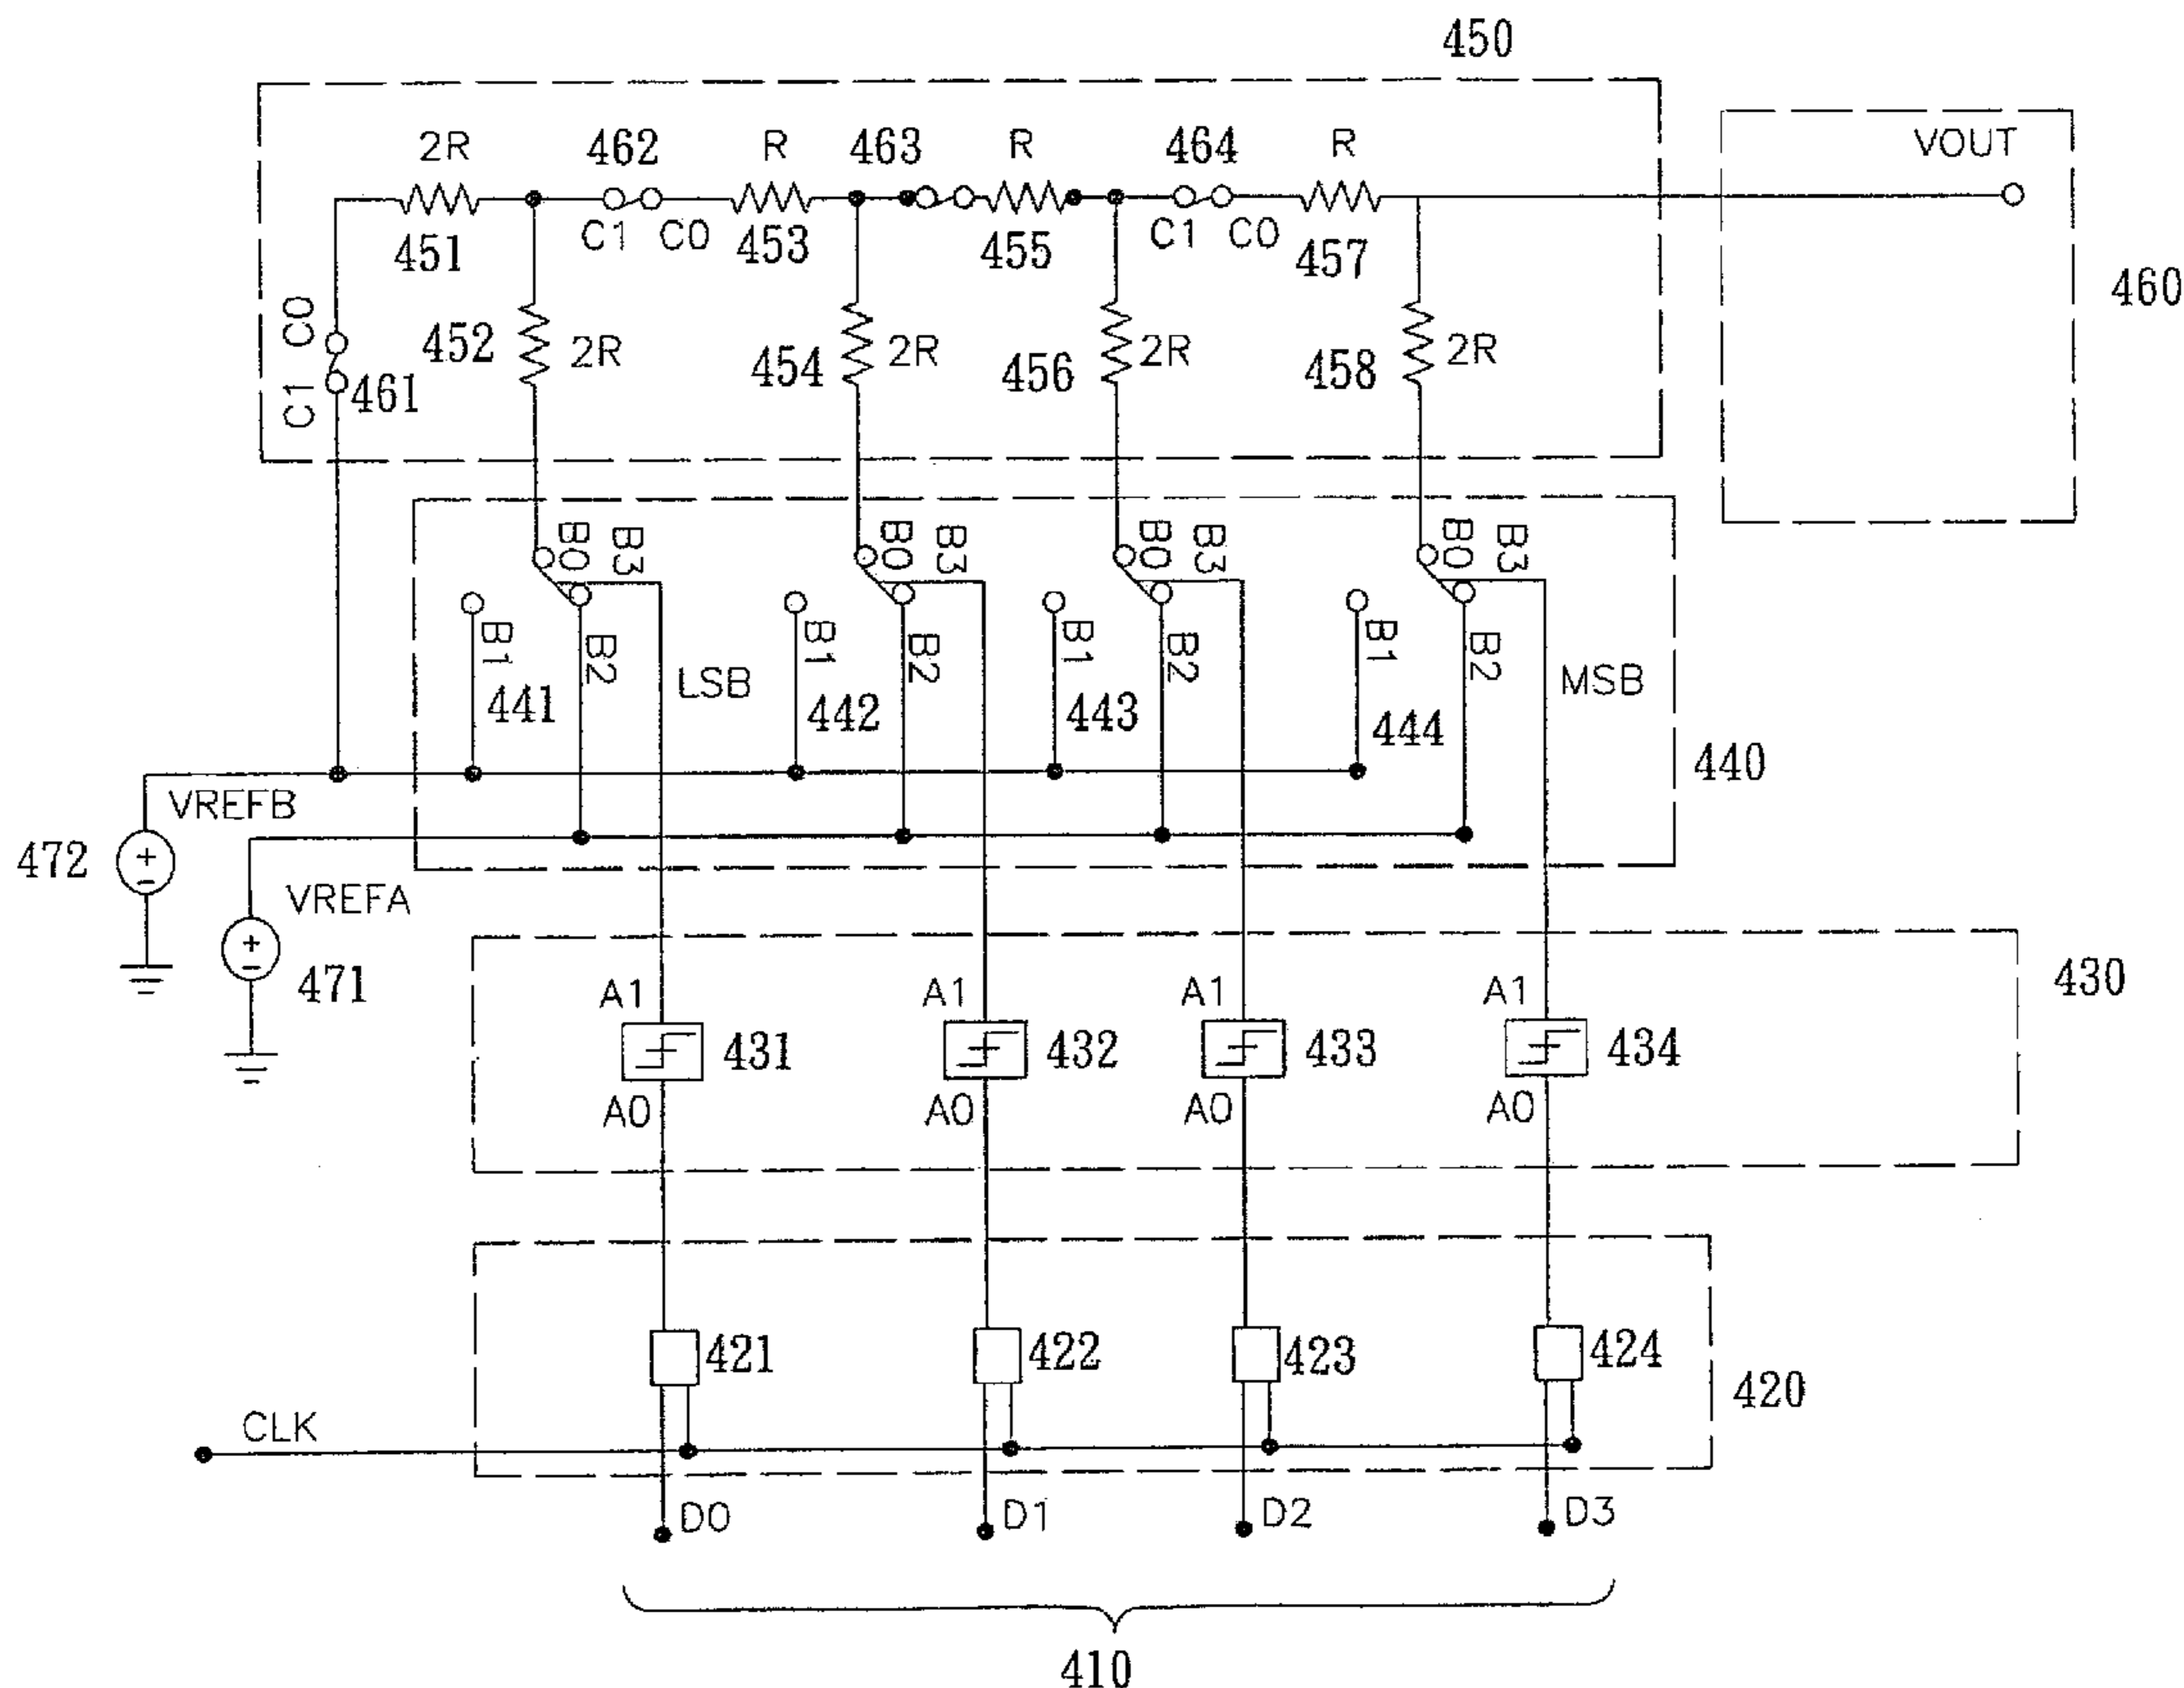 450
2R 462 R 463 R 464 R VOUT
C1 C0 C1 C0
451 453 455 457
460
C0
452 2R 454 2R 456 2R 458 2R
C1 461
B0 B3 B0 B3 B0 B3 B0 B3
B1 B2 B1 B2 B1 B2 B1 B2
LSB MSB
441 442 443 444
440
VREFB
472 +
-
VREFA
+
-
471
430
A1 A1 A1 A1
431 432 433 434
A0 A0 A0 A0
421 422 423 424
420
CLK
D0 D1 D2 D3
410